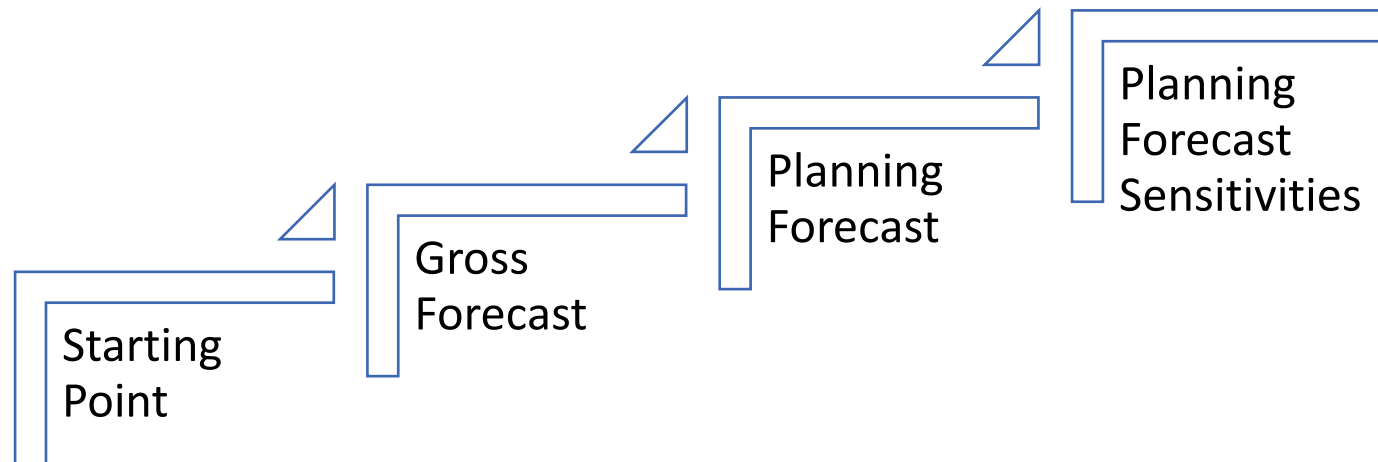 Starting
Point
Gross
Forecast
Planning
Forecast
Planning
Forecast
Sensitivities